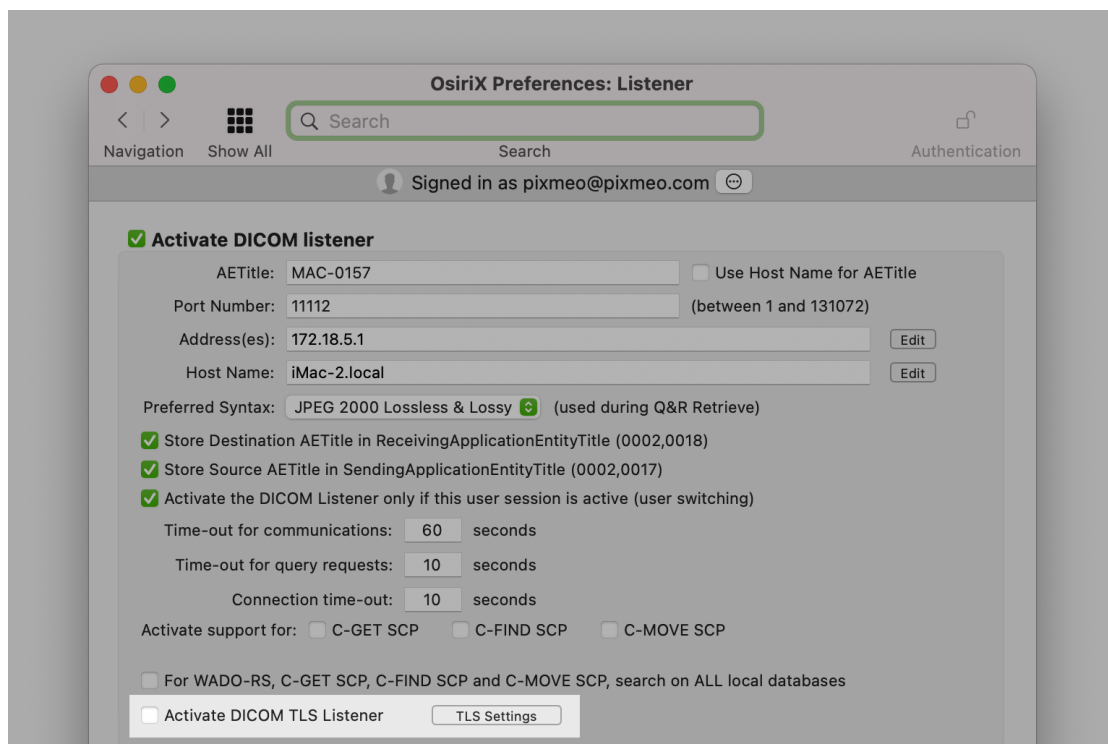 OsiriX Preferences: Listener
Search
Navigation Show All Search Authentication
Signed in as pixmeo@pixmeo.com
Activate DICOM listener
AETitle: MAC-0157 Use Host Name for AETitle
Port Number: 11112 (between 1 and 131072)
Address(es): 172.18.5.1 Edit
Host Name: iMac-2.local Edit
Preferred Syntax: JPEG 2000 Lossless & Lossy (used during Q&R Retrieve)
Store Destination AETitle in ReceivingApplicationEntityTitle (0002,0018)
Store Source AETitle in SendingApplicationEntityTitle (0002,0017)
Activate the DICOM Listener only if this user session is active (user switching)
Time-out for communications: 60 seconds
Time-out for query requests: 10 seconds
Connection time-out: 10 seconds
Activate support for: C-GET SCP C-FIND SCP C-MOVE SCP
For WADO-RS, C-GET SCP, C-FIND SCP and C-MOVE SCP, search on ALL local databases
Activate DICOM TLS Listener TLS Settings